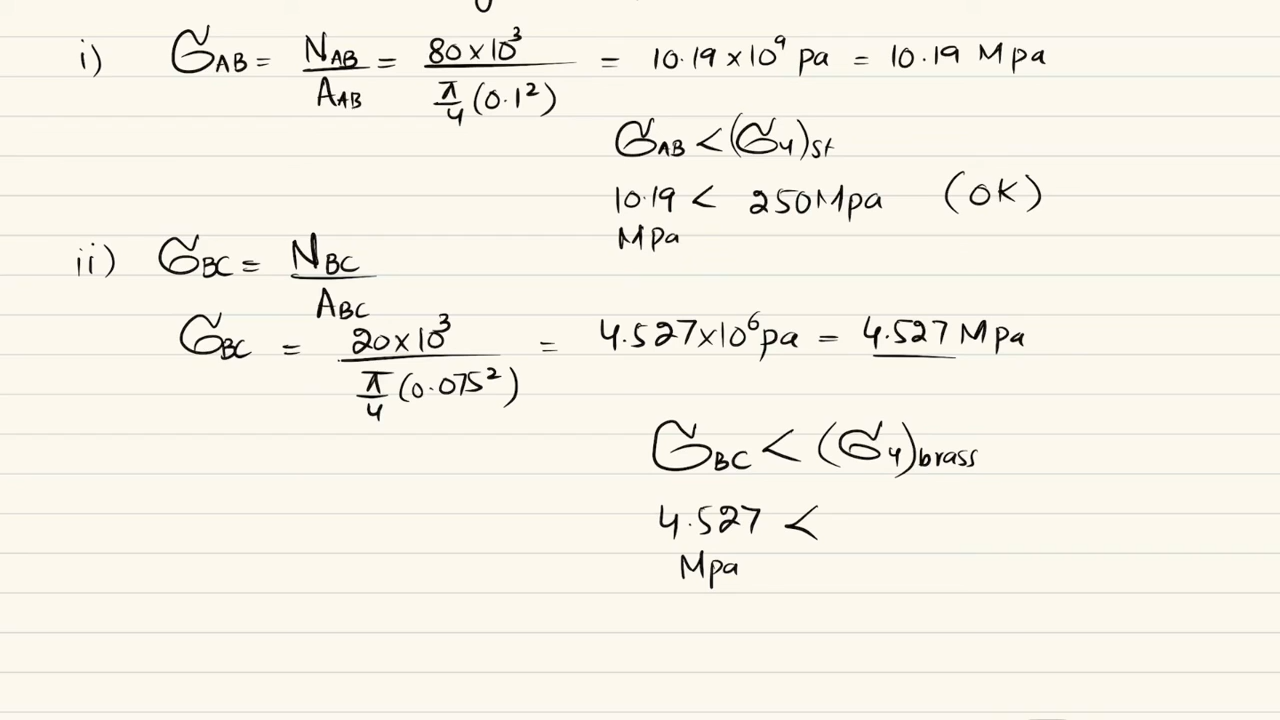 i) σAB = NAB/AAB = 80×10³/(π/4 (0.1²)) = 10.19×10⁹ pa = 10.19 Mpa
σAB < (σy)st
10.19 < 250Mpa (OK)
Mpa
ii) σBC = NBC/ABC
σBC = 20×10³/(π/4 (0.075²)) = 4.527×10⁶pa = 4.527 Mpa
σBC < (σy)brass
4.527 <
Mpa